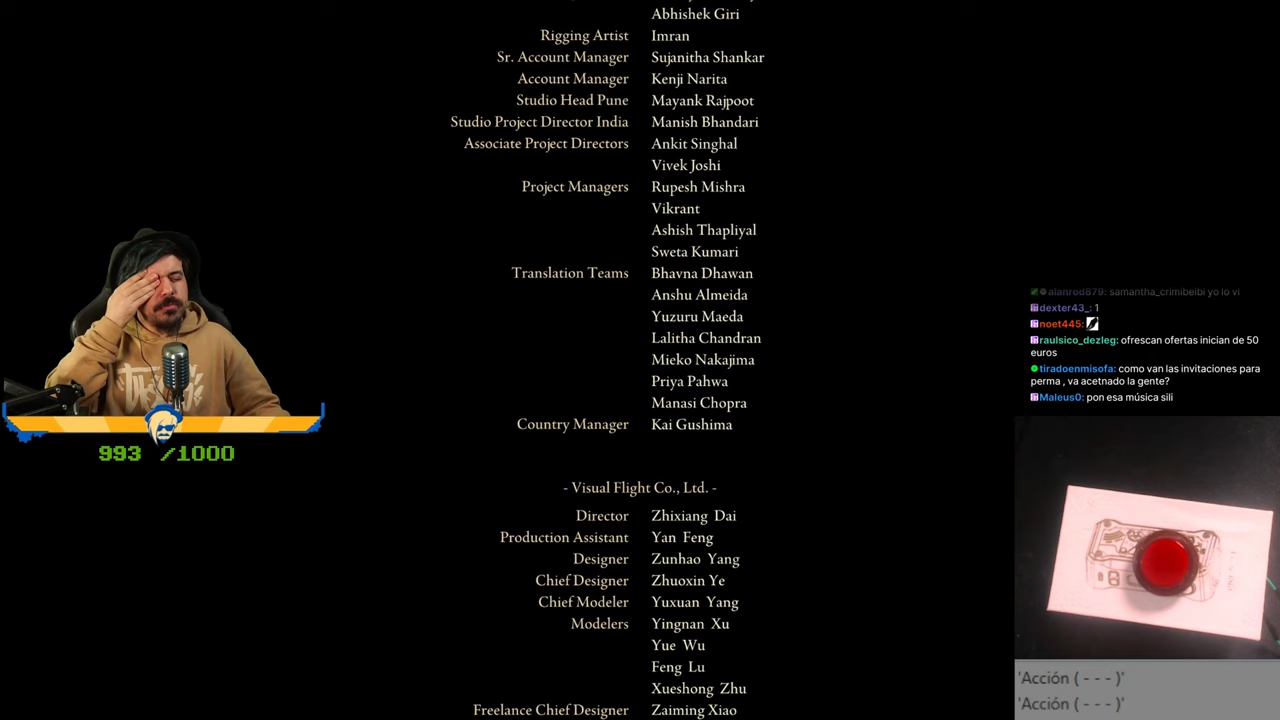 Abhishek Giri
Rigging Artist Imran
Sr. Account Manager Sujanitha Shankar
Account Manager Kenji Narita
Studio Head Pune Mayank Rajpoot
Studio Project Director India Manish Bhandari
Associate Project Directors Ankit Singhal
Vivek Joshi
Project Managers Rupesh Mishra
Vikrant
Ashish Thapliyal
Sweta Kumari
Translation Teams Bhavna Dhawan
Anshu Almeida
Yuzuru Maeda
Lalitha Chandran
Mieko Nakajima
Priya Pahwa
Manasi Chopra
Country Manager Kai Gushima
- Visual Flight Co., Ltd. -
Director Zhixiang Dai
Production Assistant Yan Feng
Designer Zunhao Yang
Chief Designer Zhuoxin Ye
Chief Modeler Yuxuan Yang
Modelers Yingnan Xu
Yue Wu
Feng Lu
Xueshong Zhu
Freelance Chief Designer Zaiming Xiao
993 /1000
alanrod879: samantha_crimibeibi yo lo vi
dexter43_: 1
noet445:
raulsico_dezleg: ofrescan ofertas inician de 50
euros
tiradoenmisofa: como van las invitaciones para
perma , va acetnado la gente?
Maleus0: pon esa música sili
'Acción ( - - - )'
'Acción ( - - - )'